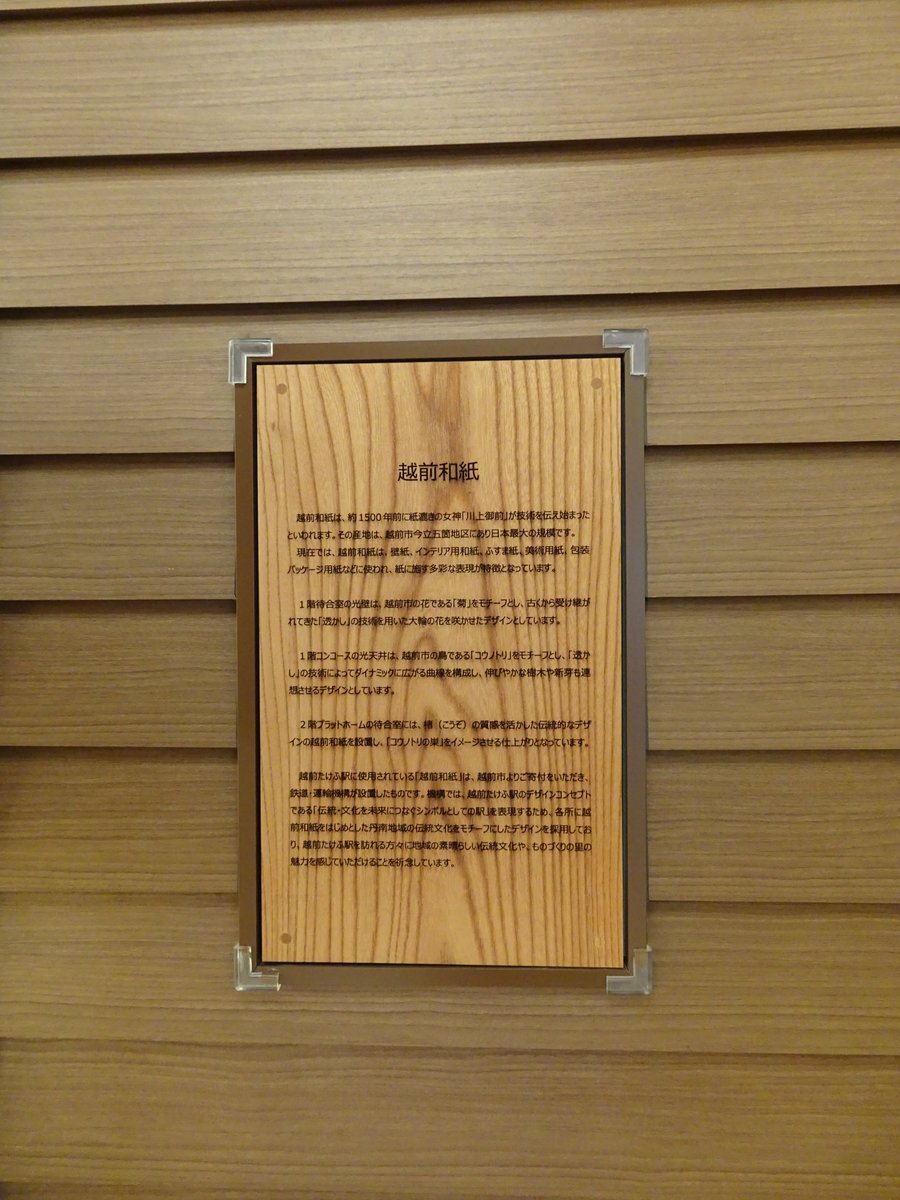 越前和紙
越前和紙は、約1500年前に紙漉きの女神「川上御前」が技術を伝え始まった
といわれます。その産地は、越前市今立五箇地区にあり日本最大の規模です。
現在では、越前和紙は、壁紙、インテリア用和紙、ふすま紙、美術用紙、包装
パッケージ用紙などに使われ、紙に施す多彩な表現が特徴となっています。
1階待合室の光壁は、越前市の花である「菊」をモチーフとし、古くから受け継が
れてきた「透かし」の技術を用いた大輪の花を咲かせたデザインとしています。
1階コンコースの光天井は、越前市の鳥である「コウノトリ」をモチーフとし、「透か
し」の技術によってダイナミックに広がる曲線を構成し、伸びやかな樹木や新芽も連
想させるデザインとしています。
2階プラットホームの待合室には、楮（こうぞ）の質感を活かした伝統的なデザ
インの越前和紙を設置し、「コウノトリの巣」をイメージさせる仕上がりとなっています。
越前たけふ駅に使用されている「越前和紙」は、越前市よりご寄付をいただき、
鉄道・運輸機構が設置したものです。機構では、越前たけふ駅のデザインコンセプト
である「伝統・文化を未来につなぐシンボルとしての駅」を表現するため、各所に越
前和紙をはじめとした丹南地域の伝統文化をモチーフにしたデザインを採用してお
り、越前たけふ駅を訪れる方々に地域の素晴らしい伝統文化や、ものづくりの里の
魅力を感じていただけることを祈念しています。